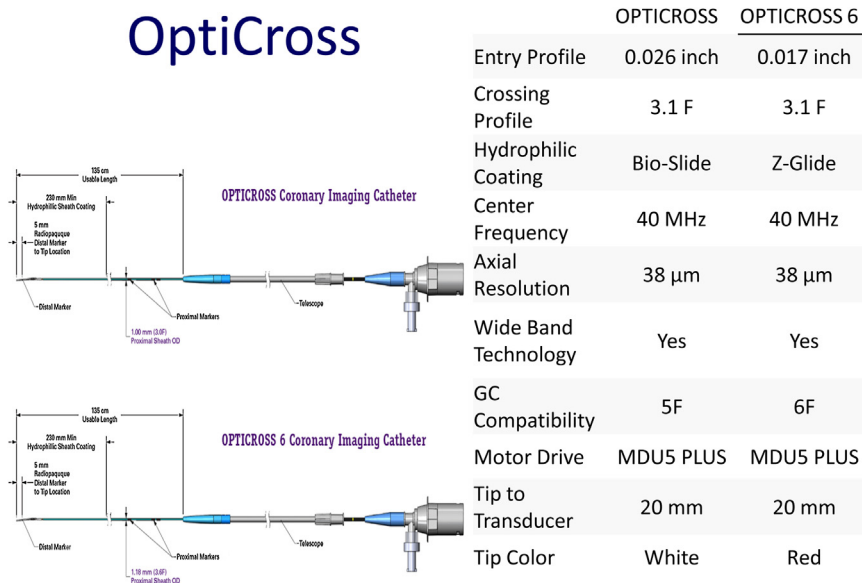 OptiCross
135 cm
Usable Length
230 mm Min
Hydrophillic Sheath Coating
5 mm
Radiopaquque
Distal Marker
to Tip Location
OPTICROSS Coronary Imaging Catheter
Distal Marker
Proximal Markers
Telescope
1.00 mm (3.0F)
Proximal Sheath OD
135 cm
Usable Length
230 mm Min
Hydrophillic Sheath Coating
5 mm
Radiopaquque
Distal Marker
to Tip Location
OPTICROSS 6 Coronary Imaging Catheter
Distal Marker
Proximal Markers
Telescope
1.18 mm (3.6F)
Proximal Sheath OD
OPTICROSS OPTICROSS 6
Entry Profile 0.026 inch 0.017 inch
Crossing
Profile 3.1 F 3.1 F
Hydrophilic
Coating Bio-Slide Z-Glide
Center
Frequency 40 MHz 40 MHz
Axial
Resolution 38 µm 38 µm
Wide Band
Technology Yes Yes
GC
Compatibility 5F 6F
Motor Drive MDU5 PLUS MDU5 PLUS
Tip to
Transducer 20 mm 20 mm
Tip Color White Red